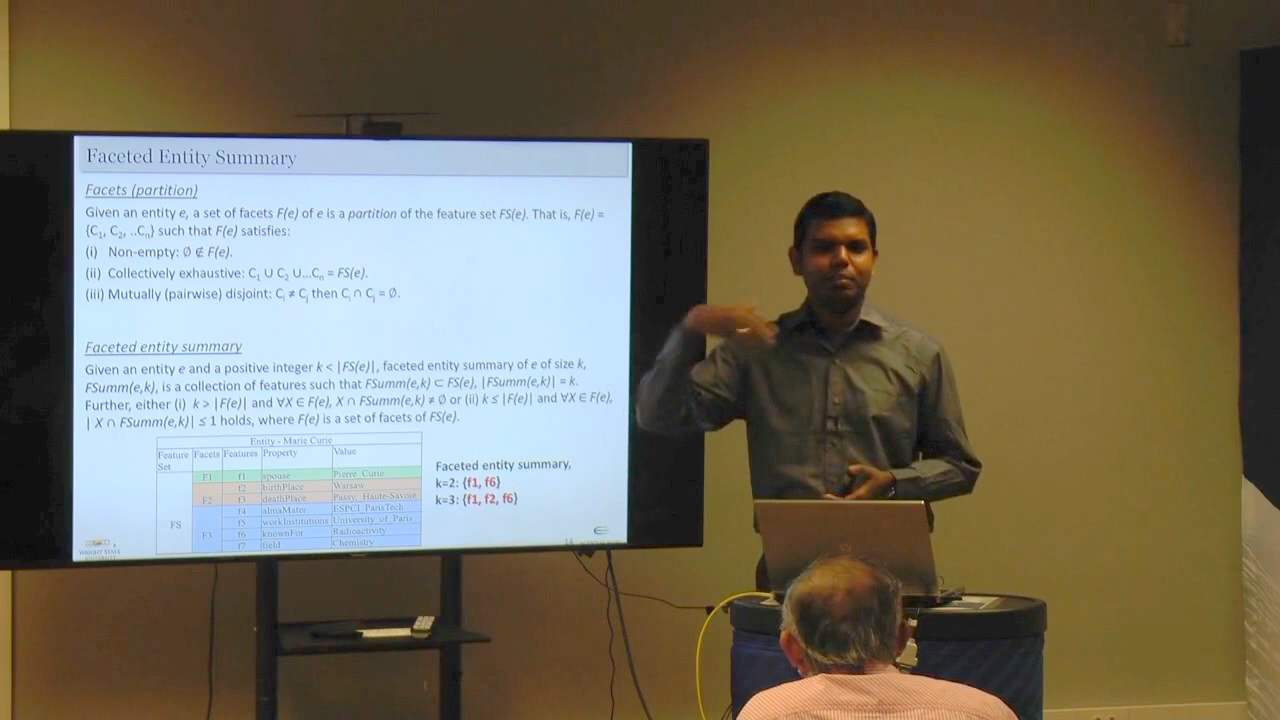 Faceted Entity Summary
Facets (partition)
Given an entity e, a set of facets F(e) of e is a partition of the feature set FS(e). That is, F(e) =
{C1, C2, ..Cn} such that F(e) satisfies:
(i) Non-empty: ∅ ∉ F(e).
(ii) Collectively exhaustive: C1 ∪ C2 ∪...Cn = FS(e).
(iii) Mutually (pairwise) disjoint: Ci ≠ Cj then Ci ∩ Cj = ∅.
Faceted entity summary
Given an entity e and a positive integer k < |FS(e)|, faceted entity summary of e of size k,
FSumm(e,k), is a collection of features such that FSumm(e,k) ⊂ FS(e), |FSumm(e,k)| = k.
Further, either (i) k > |F(e)| and ∀X ∈ F(e), X ∩ FSumm(e,k) ≠ ∅ or (ii) k ≤ |F(e)| and ∀X ∈ F(e),
| X ∩ FSumm(e,k)| ≤ 1 holds, where F(e) is a set of facets of FS(e).
Entity - Marie Curie
Feature Set Facets Features Property Value
FS
F1 f1 spouse Pierre_Curie
F2 f2 birthPlace Warsaw
f3 deathPlace Passy,_Haute-Savoie
F3 f4 almaMater ESPCI_ParisTech
f5 workInstitutions University_of_Paris
f6 knownFor Radioactivity
f7 field Chemistry
Faceted entity summary,
k=2: {f1, f6}
k=3: {f1, f2, f6}
WRIGHT STATE
UNIVERSITY
14